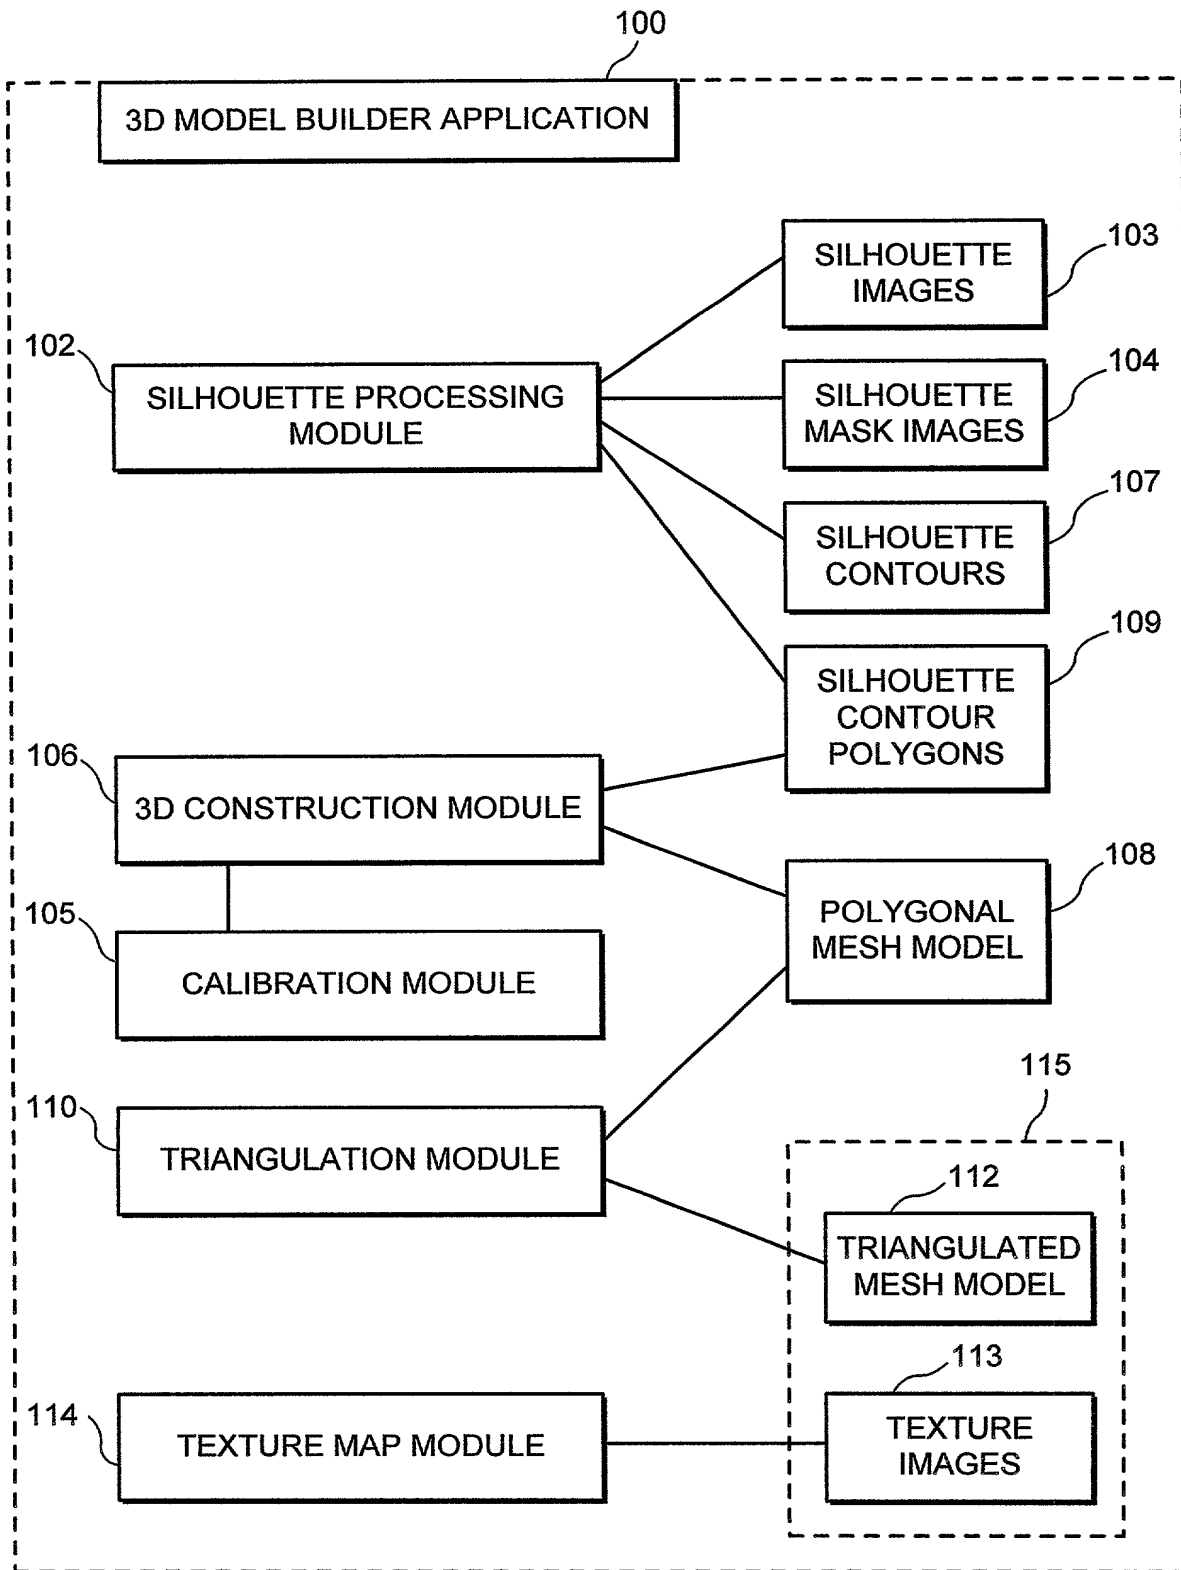 100
3D MODEL BUILDER APPLICATION
103
SILHOUETTE
IMAGES
102
SILHOUETTE PROCESSING
MODULE
104
SILHOUETTE
MASK IMAGES
107
SILHOUETTE
CONTOURS
109
SILHOUETTE
CONTOUR
POLYGONS
106
3D CONSTRUCTION MODULE
108
POLYGONAL
MESH MODEL
105
CALIBRATION MODULE
115
110
TRIANGULATION MODULE
112
TRIANGULATED
MESH MODEL
113
114
TEXTURE MAP MODULE
TEXTURE
IMAGES